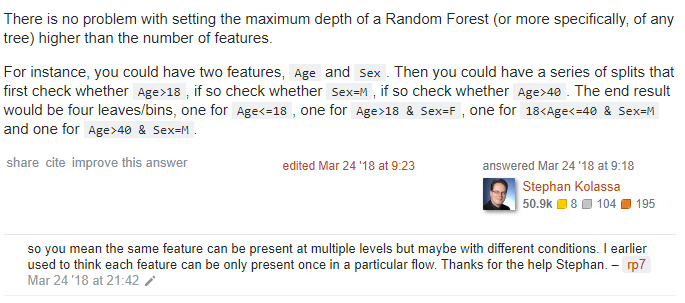 There is no problem with setting the maximum depth of a Random Forest (or more specifically, of any
tree) higher than the number of features.
For instance, you could have two features, Age and Sex . Then you could have a series of splits that
first check whether Age>18 , if so check whether Sex=M , if so check whether Age>40 . The end result
would be four leaves/bins, one for Age<=18 , one for Age>18 & Sex=F , one for 18<Age<=40 & Sex=M
and one for Age>40 & Sex=M .
share cite improve this answer
edited Mar 24 '18 at 9:23
answered Mar 24 '18 at 9:18
Stephan Kolassa
50.9k 8 104 195
so you mean the same feature can be present at multiple levels but maybe with different conditions. I earlier
used to think each feature can be only present once in a particular flow. Thanks for the help Stephan. – rp7
Mar 24 '18 at 21:42